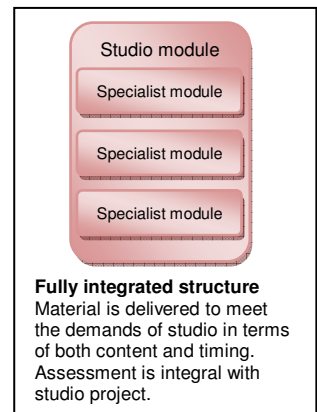 Studio module
Specialist module
Specialist module
Specialist module
Fully integrated structure
Material is delivered to meet
the demands of studio in terms
of both content and timing.
Assessment is integral with
studio project.